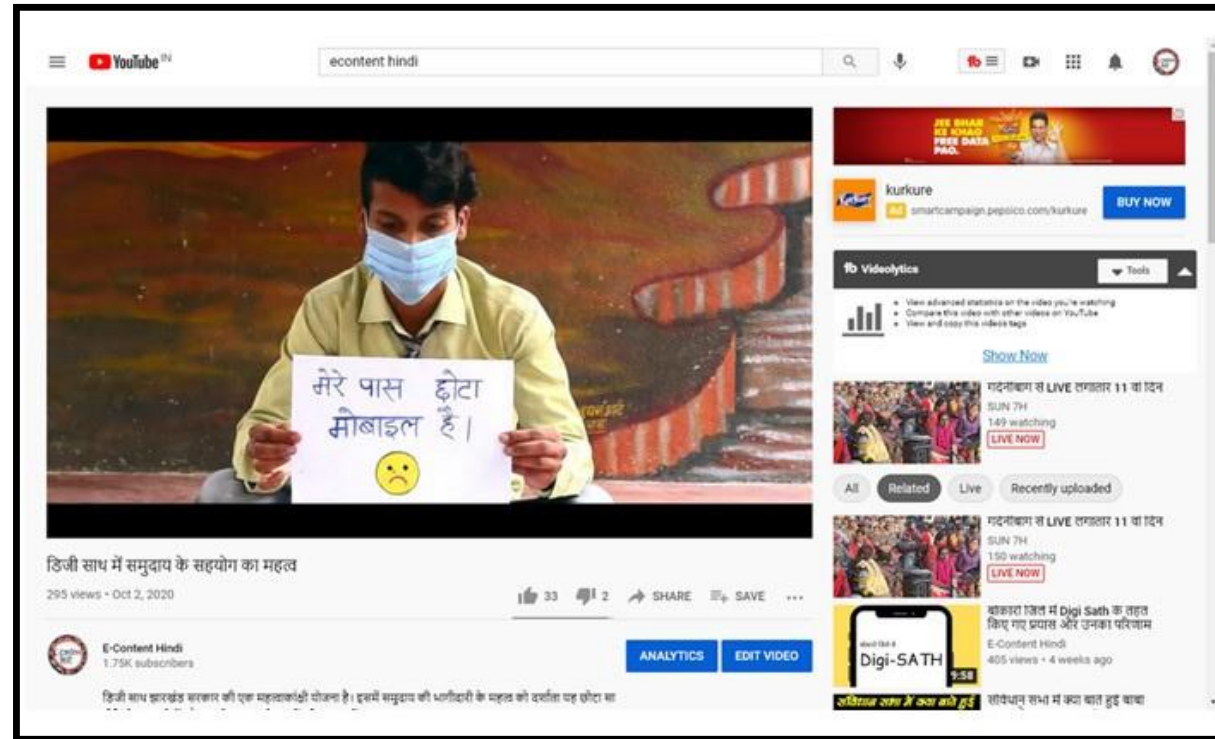 YouTube IN
econtent hindi
JEE BHAR
KE KHAO
FREE DATA
PAO.
kurkure
Ad smartcampaign.pepsico.com/kurkure
BUY NOW
Videolytics
Tools
View advanced statistics on the video you're watching
Compare this video with other videos on YouTube
View and copy this video's tags
Show Now
मेरे पास छोटा
मोबाइल है।
गर्दनीबाग से LIVE लगातार 11 वां दिन
SUN 7H
149 watching
LIVE NOW
All Related Live Recently uploaded
गर्दनीबाग से LIVE लगातार 11 वां दिन
SUN 7H
150 watching
LIVE NOW
डिजी साथ में समुदाय के सहयोग का महत्व
295 views • Oct 2, 2020
33 2 SHARE SAVE
E-Content Hindi
1.75K subscribers
ANALYTICS EDIT VIDEO
डिजी साथ झारखंड सरकार की एक महत्वाकांक्षी योजना है। इसमें समुदाय की भागीदारी के महत्व को दर्शाता यह छोटा सा
Digi-SATH
9:58
बोकारो जिले में Digi Sath के तहत
किए गए प्रयास और उनका परिणाम
E-Content Hindi
405 views • 4 weeks ago
संविधान सभा में क्या बातें हुई
संविधान सभा में क्या बातें हुई बाबा